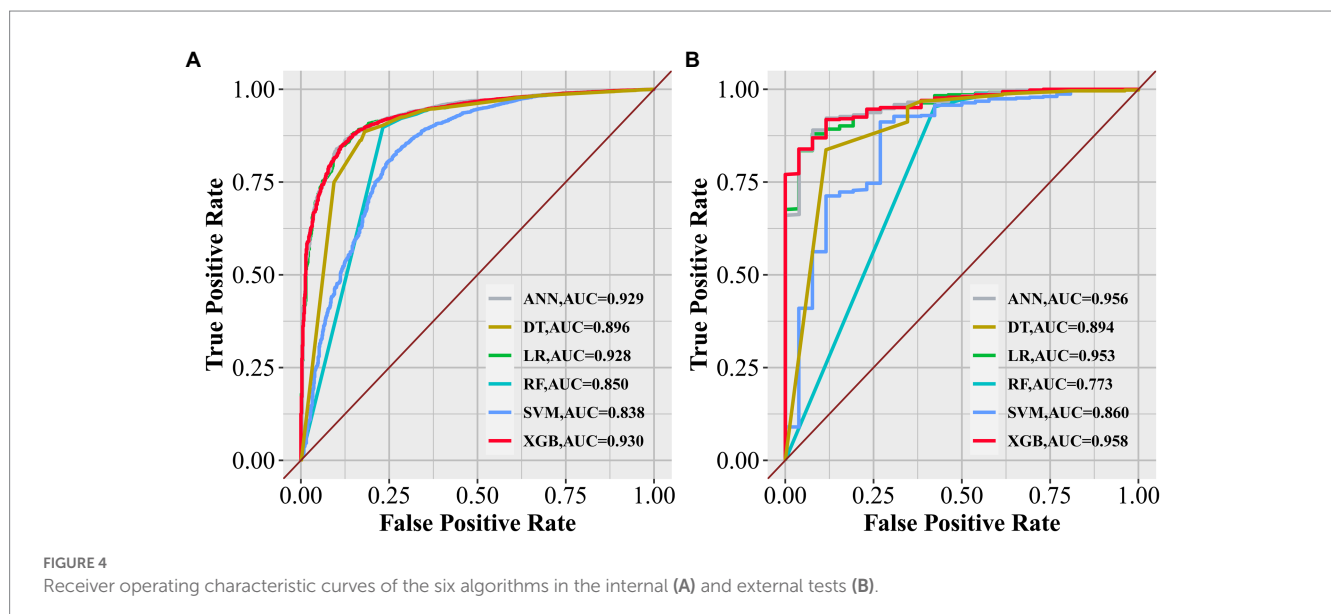 A
True Positive Rate
1.00
0.75
0.50
0.25
0.00
ANN,AUC=0.929
DT,AUC=0.896
LR,AUC=0.928
RF,AUC=0.850
SVM,AUC=0.838
XGB,AUC=0.930
0.00 0.25 0.50 0.75 1.00
False Positive Rate
B
True Positive Rate
1.00
0.75
0.50
0.25
0.00
ANN,AUC=0.956
DT,AUC=0.894
LR,AUC=0.953
RF,AUC=0.773
SVM,AUC=0.860
XGB,AUC=0.958
0.00 0.25 0.50 0.75 1.00
False Positive Rate
FIGURE 4
Receiver operating characteristic curves of the six algorithms in the internal (A) and external tests (B).